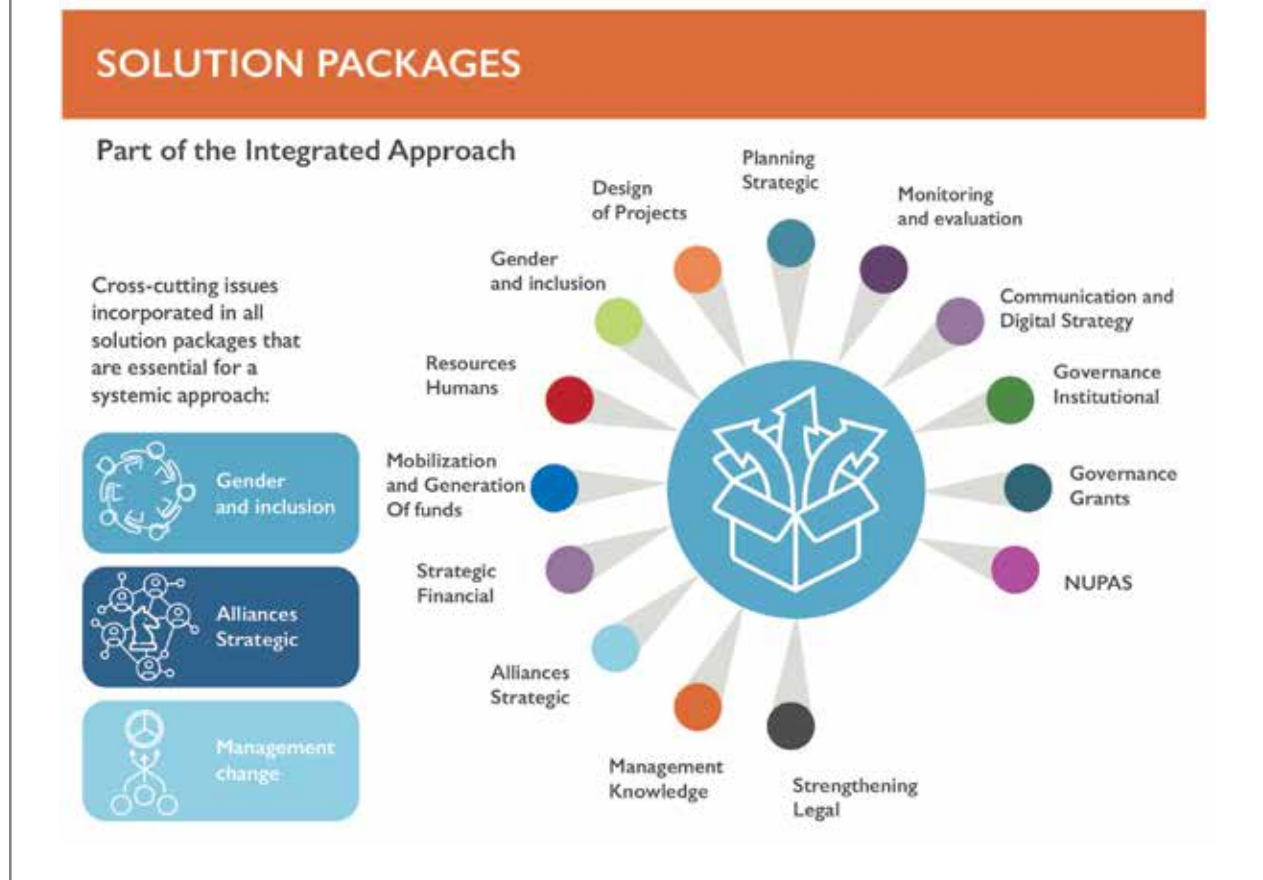 SOLUTION PACKAGES
Part of the Integrated Approach
Cross-cutting issues
incorporated in all
solution packages that
are essential for a
systemic approach:
Gender
and inclusion
Alliances
Strategic
Management
change
Planning
Strategic
Monitoring
and evaluation
Communication and
Digital Strategy
Governance
Institutional
Governance
Grants
NUPAS
Strengthening
Legal
Management
Knowledge
Alliances
Strategic
Strategic
Financial
Mobilization
and Generation
Of funds
Resources
Humans
Gender
and inclusion
Design
of Projects